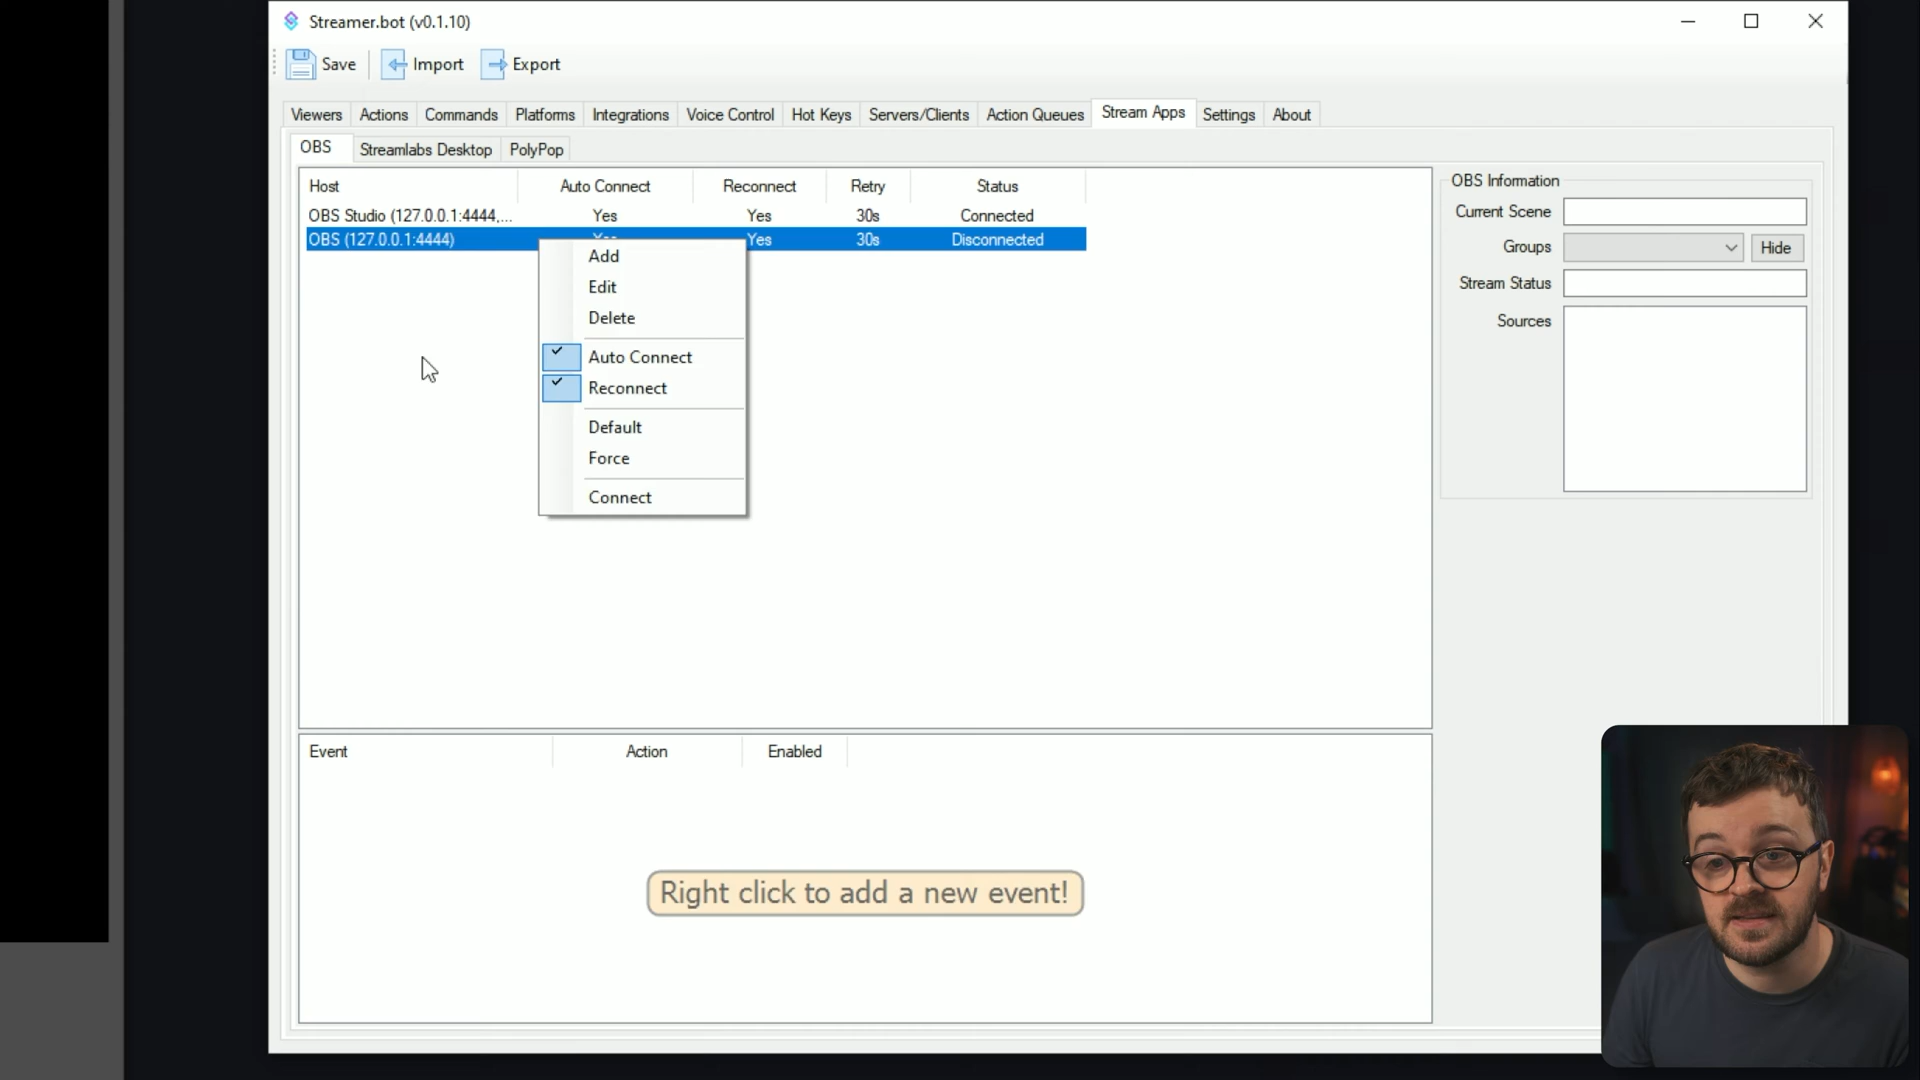 Streamer.bot (v0.1.10)
Save Import Export
Viewers Actions Commands Platforms Integrations Voice Control Hot Keys Servers/Clients Action Queues Stream Apps Settings About
OBS Streamlabs Desktop PolyPop
Host Auto Connect Reconnect Retry Status
OBS Studio (127.0.0.1:4444,... Yes Yes 30s Connected
OBS (127.0.0.1:4444) Yes 30s Disconnected
Add
Edit
Delete
Auto Connect
Reconnect
Default
Force
Connect
OBS Information
Current Scene
Groups Hide
Stream Status
Sources
Event Action Enabled
Right click to add a new event!